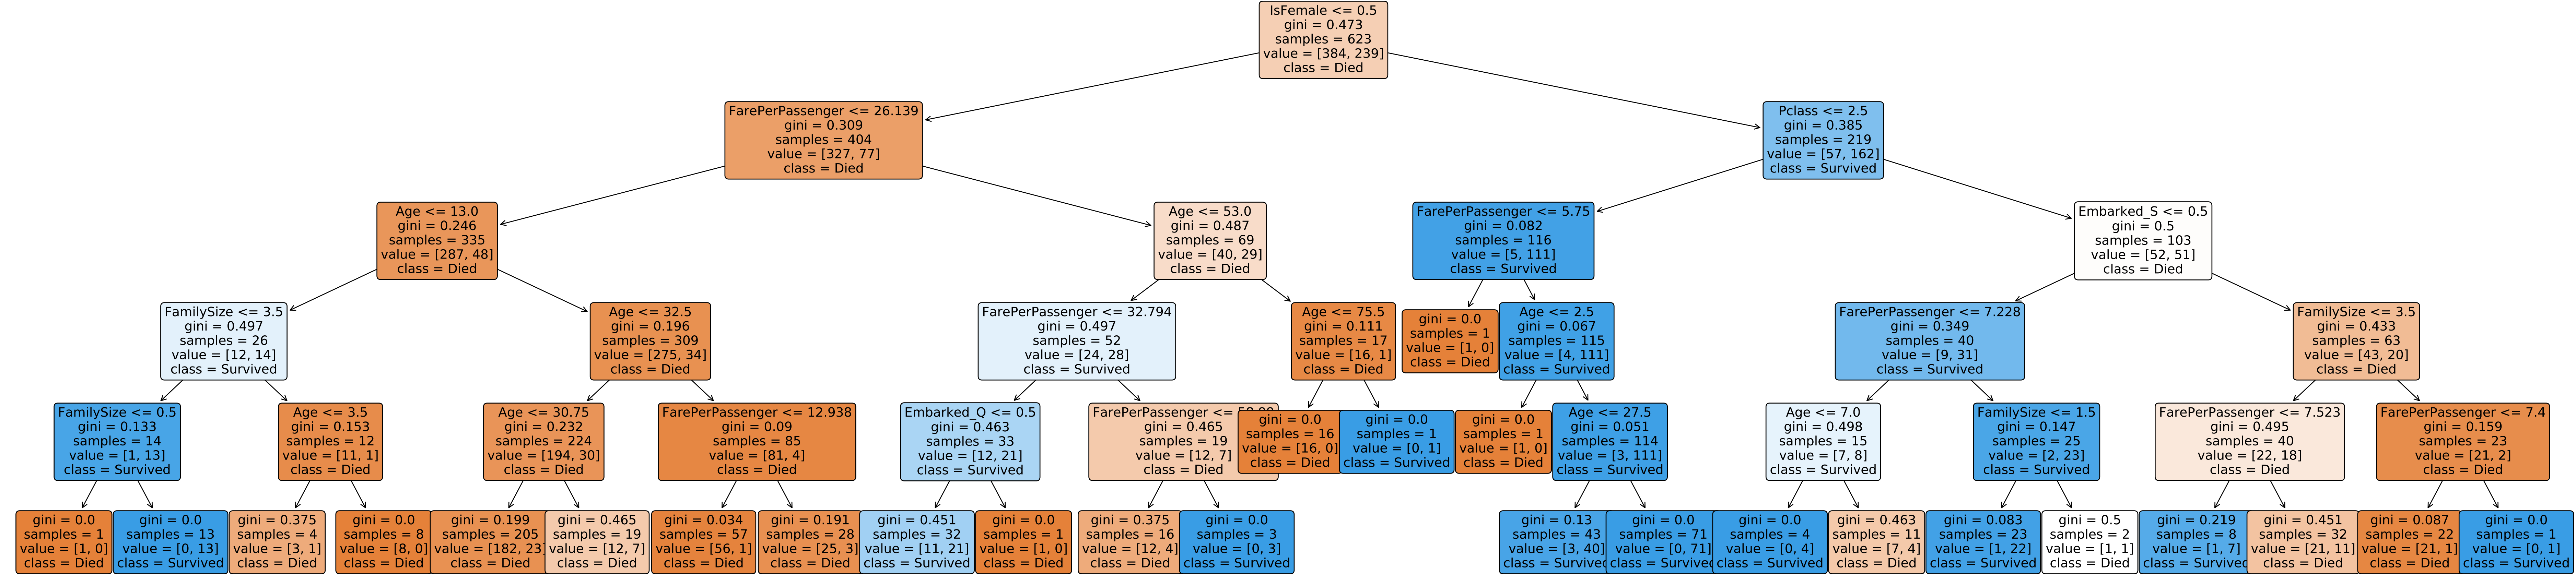 IsFemale <= 0.5
gini = 0.473
samples = 623
value = [384, 239]
class = Died
FarePerPassenger <= 26.139
gini = 0.309
samples = 404
value = [327, 77]
class = Died
Pclass <= 2.5
gini = 0.385
samples = 219
value = [57, 162]
class = Survived
Age <= 13.0
gini = 0.246
samples = 335
value = [287, 48]
class = Died
Age <= 53.0
gini = 0.487
samples = 69
value = [40, 29]
class = Died
FarePerPassenger <= 5.75
gini = 0.082
samples = 116
value = [5, 111]
class = Survived
Embarked_S <= 0.5
gini = 0.5
samples = 103
value = [52, 51]
class = Died
FamilySize <= 3.5
gini = 0.497
samples = 26
value = [12, 14]
class = Survived
Age <= 32.5
gini = 0.196
samples = 309
value = [275, 34]
class = Died
FarePerPassenger <= 32.794
gini = 0.497
samples = 52
value = [24, 28]
class = Survived
Age <= 75.5
gini = 0.111
samples = 17
value = [16, 1]
class = Died
gini = 0.0
samples = 1
value = [1, 0]
class = Died
Age <= 2.5
gini = 0.067
samples = 115
value = [4, 111]
class = Survived
FarePerPassenger <= 7.228
gini = 0.349
samples = 40
value = [9, 31]
class = Survived
FamilySize <= 3.5
gini = 0.433
samples = 63
value = [43, 20]
class = Died
FamilySize <= 0.5
gini = 0.133
samples = 14
value = [1, 13]
class = Survived
Age <= 3.5
gini = 0.153
samples = 12
value = [11, 1]
class = Died
Age <= 30.75
gini = 0.232
samples = 224
value = [194, 30]
class = Died
FarePerPassenger <= 12.938
gini = 0.09
samples = 85
value = [81, 4]
class = Died
Embarked_Q <= 0.5
gini = 0.463
samples = 33
value = [12, 21]
class = Survived
FarePerPassenger <=
gini = 0.465
samples = 19
value = [12, 7]
class = Died
gini = 0.0
samples = 16
value = [16, 0]
class = Died
gini = 0.0
samples = 1
value = [0, 1]
class = Survived
gini = 0.0
samples = 1
value = [1, 0]
class = Died
Age <= 27.5
gini = 0.051
samples = 114
value = [3, 111]
class = Survived
Age <= 7.0
gini = 0.498
samples = 15
value = [7, 8]
class = Survived
FamilySize <= 1.5
gini = 0.147
samples = 25
value = [2, 23]
class = Survived
FarePerPassenger <= 7.523
gini = 0.495
samples = 40
value = [22, 18]
class = Died
FarePerPassenger <= 7.4
gini = 0.159
samples = 23
value = [21, 2]
class = Died
gini = 0.0
samples = 1
value = [1, 0]
class = Died
gini = 0.0
samples = 13
value = [0, 13]
class = Survived
gini = 0.375
samples = 4
value = [3, 1]
class = Died
gini = 0.0
samples = 8
value = [8, 0]
class = Died
gini = 0.199
samples = 205
value = [182, 23]
class = Died
gini = 0.465
samples = 19
value = [12, 7]
class = Died
gini = 0.034
samples = 57
value = [56, 1]
class = Died
gini = 0.191
samples = 28
value = [25, 3]
class = Died
gini = 0.451
samples = 32
value = [11, 21]
class = Survived
gini = 0.0
samples = 1
value = [1, 0]
class = Died
gini = 0.375
samples = 16
value = [12, 4]
class = Died
gini = 0.0
samples = 3
value = [0, 3]
class = Survived
gini = 0.13
samples = 43
value = [3, 40]
class = Survived
gini = 0.0
samples = 71
value = [0, 71]
class = Survived
gini = 0.0
samples = 4
value = [0, 4]
class = Survived
gini = 0.463
samples = 11
value = [7, 4]
class = Died
gini = 0.083
samples = 23
value = [1, 22]
class = Survived
gini = 0.5
samples = 2
value = [1, 1]
class = Died
gini = 0.219
samples = 8
value = [1, 7]
class = Survived
gini = 0.451
samples = 32
value = [21, 11]
class = Died
gini = 0.087
samples = 22
value = [21, 1]
class = Died
gini = 0.0
samples = 1
value = [0, 1]
class = Survived